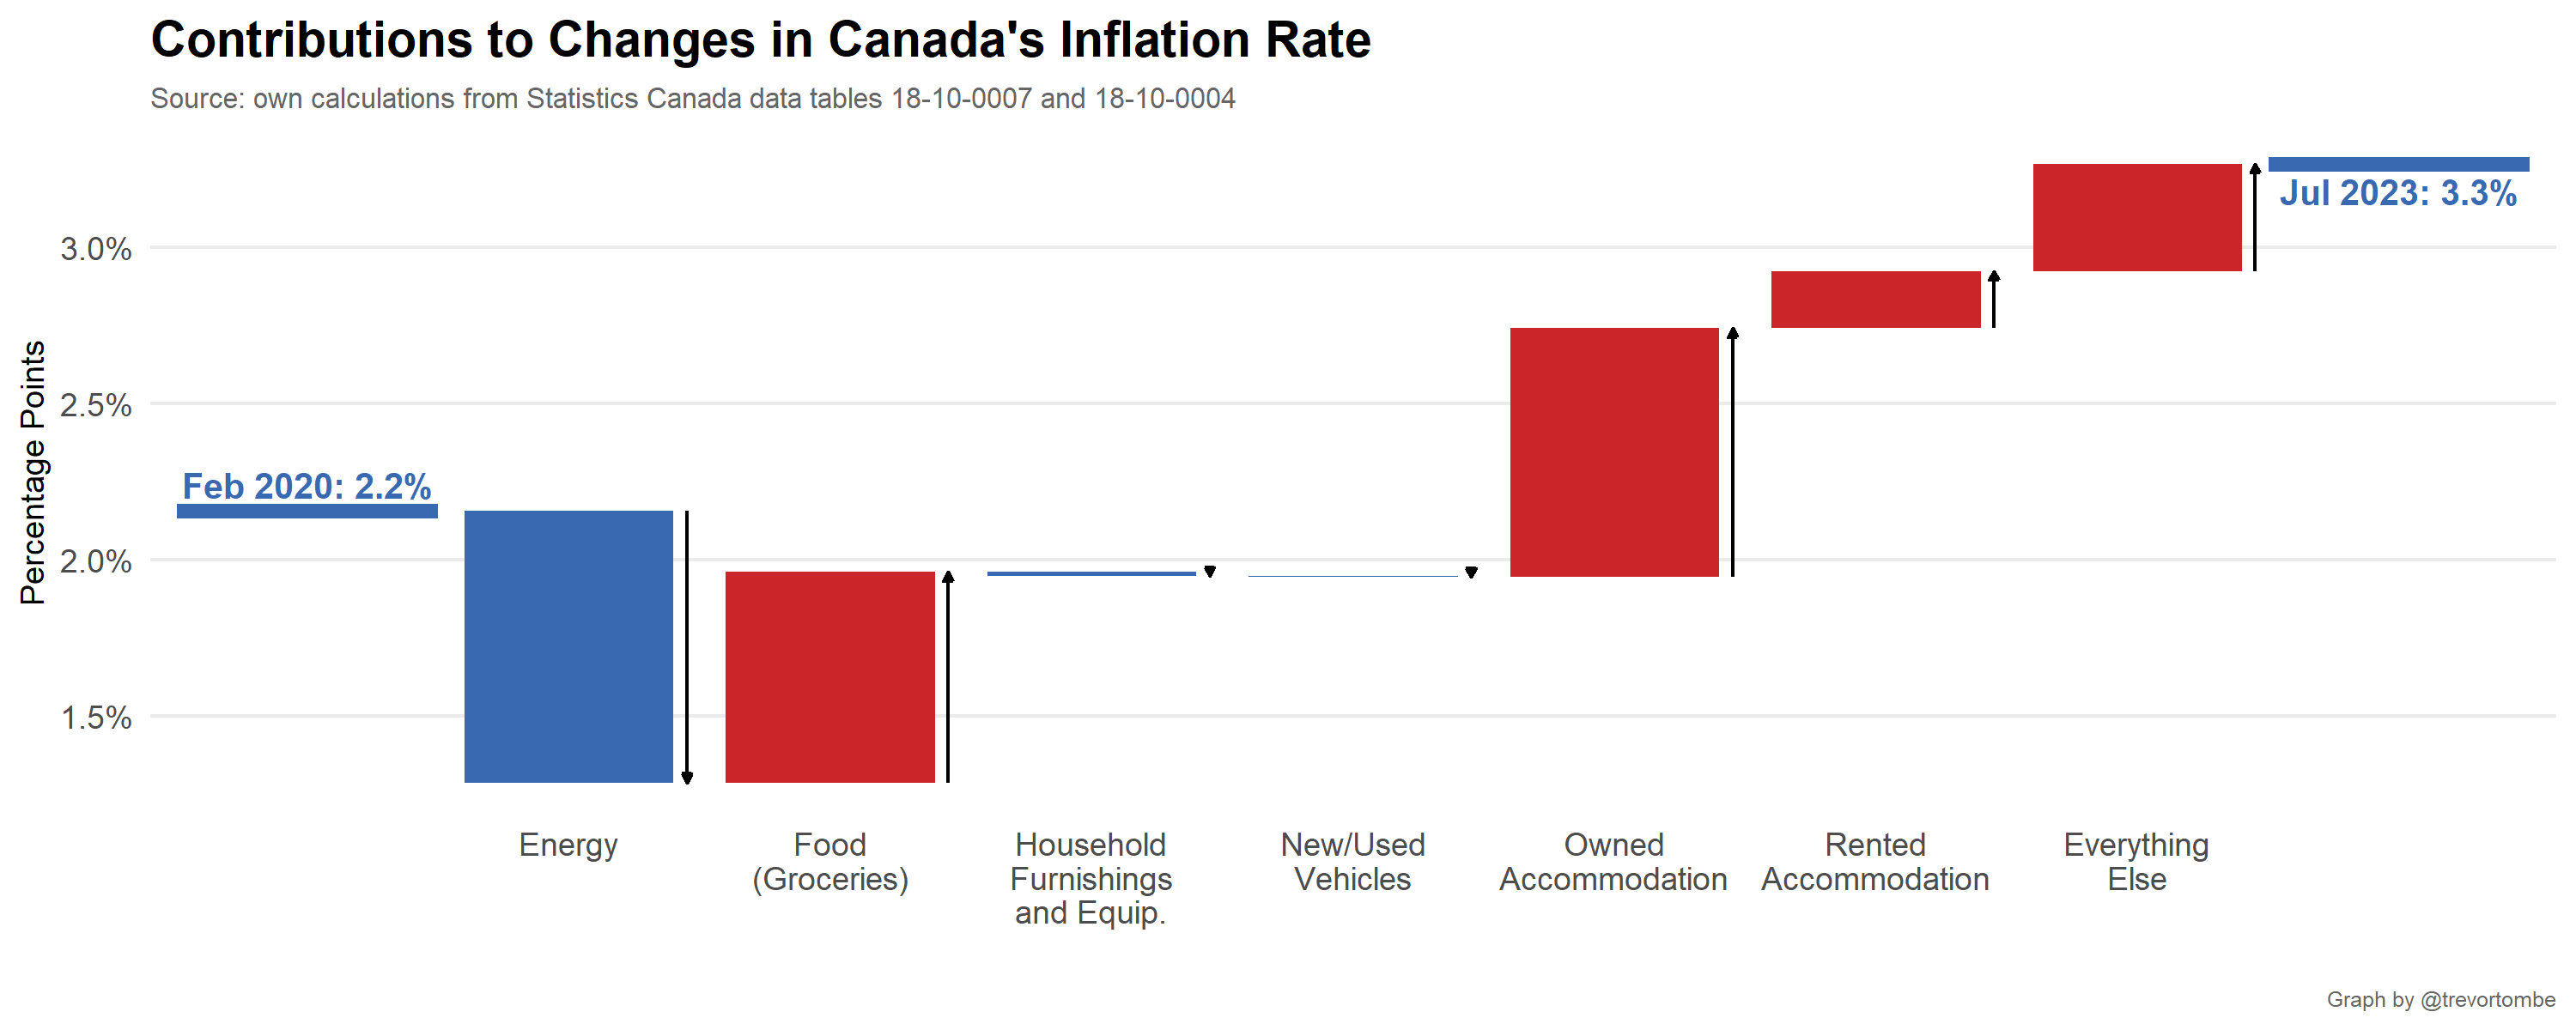 Contributions to Changes in Canada's Inflation Rate
Source: own calculations from Statistics Canada data tables 18-10-0007 and 18-10-0004
Percentage Points
3.0%
2.5%
2.0%
1.5%
Feb 2020: 2.2%
Jul 2023: 3.3%
Energy
Food
(Groceries)
Household
Furnishings
and Equip.
New/Used
Vehicles
Owned
Accommodation
Rented
Accommodation
Everything
Else
Graph by @trevortombe